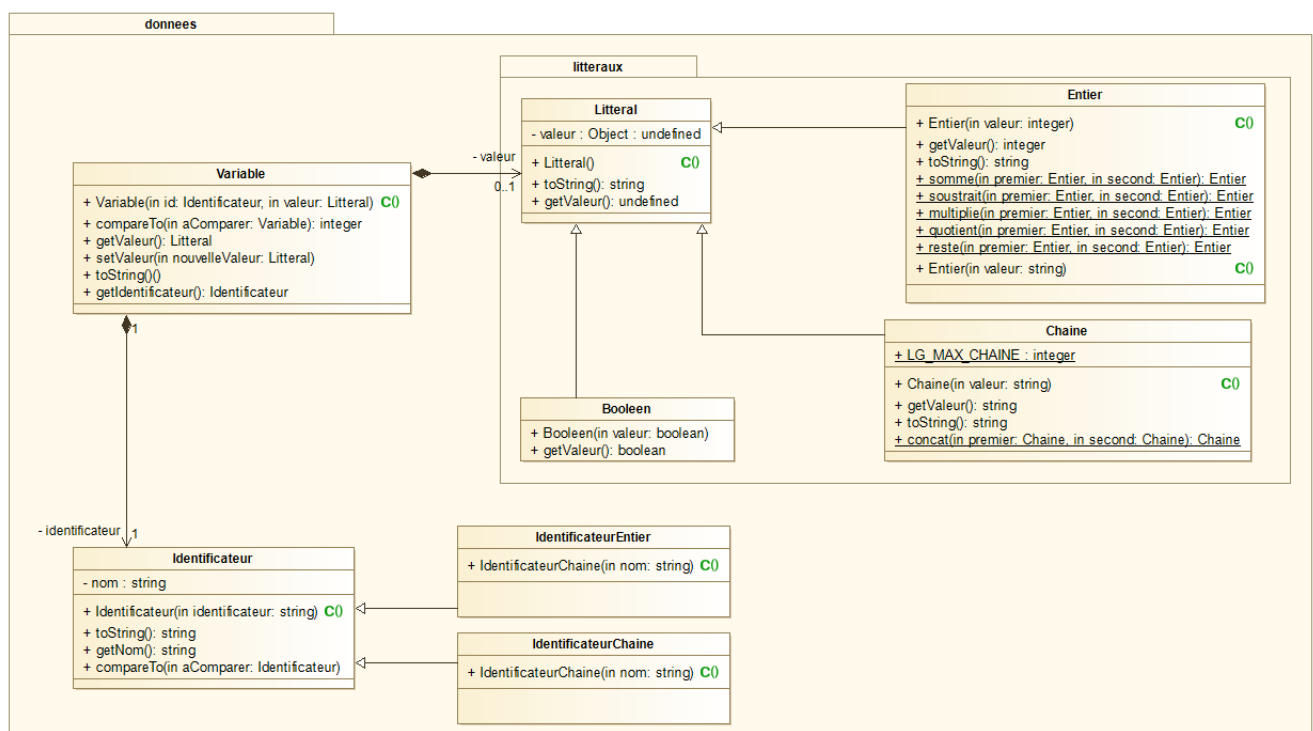 donnees
litteraux
Litteral
- valeur : Object : undefined
+ Litteral() C()
+ toString(): string
+ getValeur(): undefined
Entier
+ Entier(in valeur: integer) C()
+ getValeur(): integer
+ toString(): string
+ somme(in premier: Entier, in second: Entier): Entier
+ soustrait(in premier: Entier, in second: Entier): Entier
+ multiplie(in premier: Entier, in second: Entier): Entier
+ quotient(in premier: Entier, in second: Entier): Entier
+ reste(in premier: Entier, in second: Entier): Entier
+ Entier(in valeur: string) C()
- valeur
0..1
Variable
+ Variable(in id: Identificateur, in valeur: Litteral) C()
+ compareTo(in aComparer: Variable): integer
+ getValeur(): Litteral
+ setValeur(in nouvelleValeur: Litteral)
+ toString()()
+ getIdentificateur(): Identificateur
1
Chaine
+ LG_MAX_CHAINE : integer
+ Chaine(in valeur: string) C()
+ getValeur(): string
+ toString(): string
+ concat(in premier: Chaine, in second: Chaine): Chaine
Booleen
+ Booleen(in valeur: boolean)
+ getValeur(): boolean
- identificateur 1
Identificateur
- nom : string
+ Identificateur(in identificateur: string) C()
+ toString(): string
+ getNom(): string
+ compareTo(in aComparer: Identificateur)
IdentificateurEntier
+ IdentificateurChaine(in nom: string) C()
IdentificateurChaine
+ IdentificateurChaine(in nom: string) C()